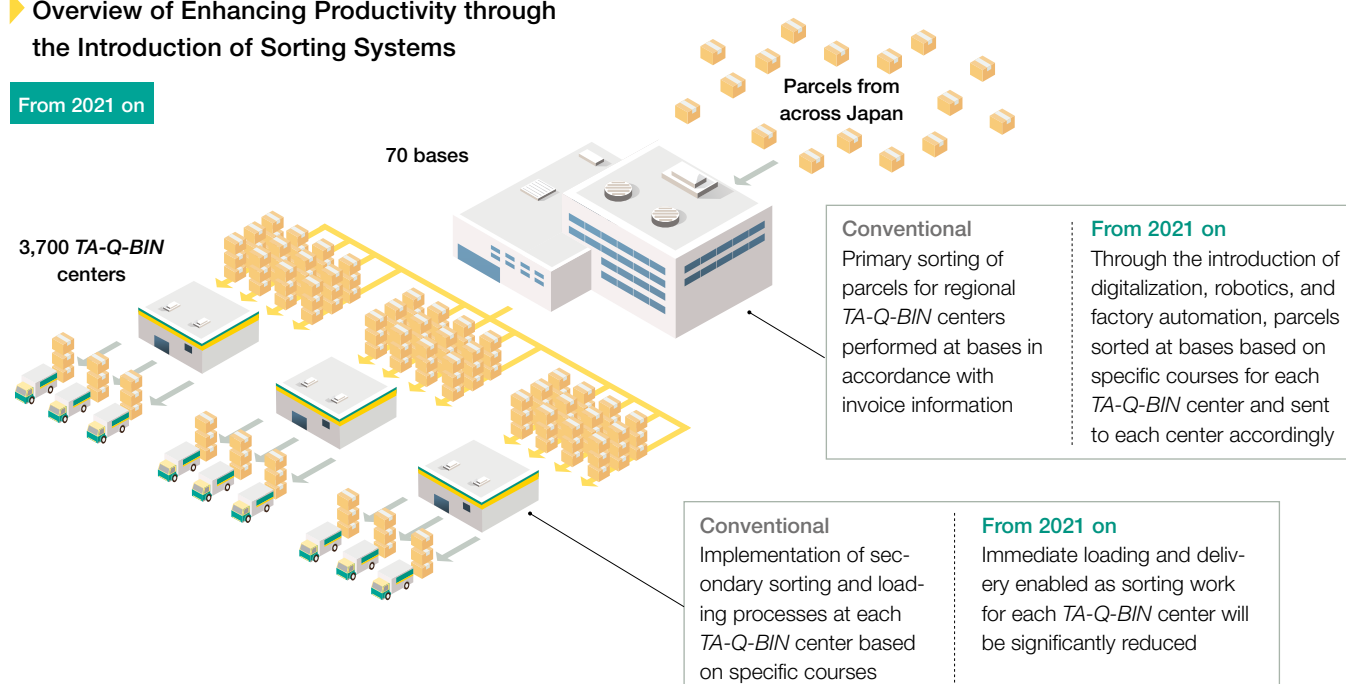 Overview of Enhancing Productivity through
the Introduction of Sorting Systems
From 2021 on
Parcels from
across Japan
70 bases
3,700 TA-Q-BIN
centers
Conventional
Primary sorting of
parcels for regional
TA-Q-BIN centers
performed at bases in
accordance with
invoice information
From 2021 on
Through the introduction of
digitalization, robotics, and
factory automation, parcels
sorted at bases based on
specific courses for each
TA-Q-BIN center and sent
to each center accordingly
Conventional
Implementation of sec-
ondary sorting and load-
ing processes at each
TA-Q-BIN center based
on specific courses
From 2021 on
Immediate loading and deliv-
ery enabled as sorting work
for each TA-Q-BIN center will
be significantly reduced